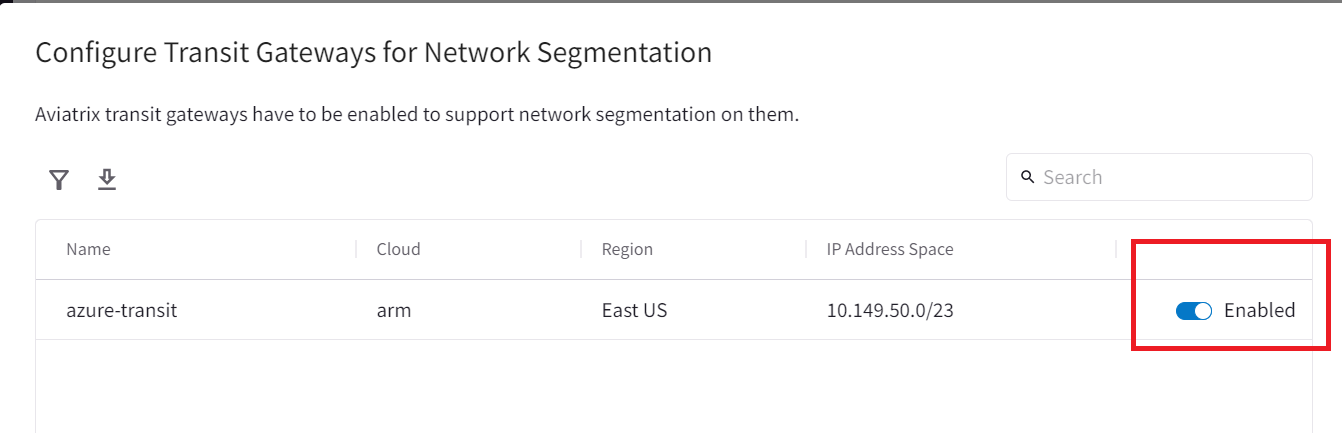 Configure Transit Gateways for Network Segmentation
Aviatrix transit gateways have to be enabled to support network segmentation on them.
Search
Name Cloud Region IP Address Space
azure-transit arm East US 10.149.50.0/23 Enabled